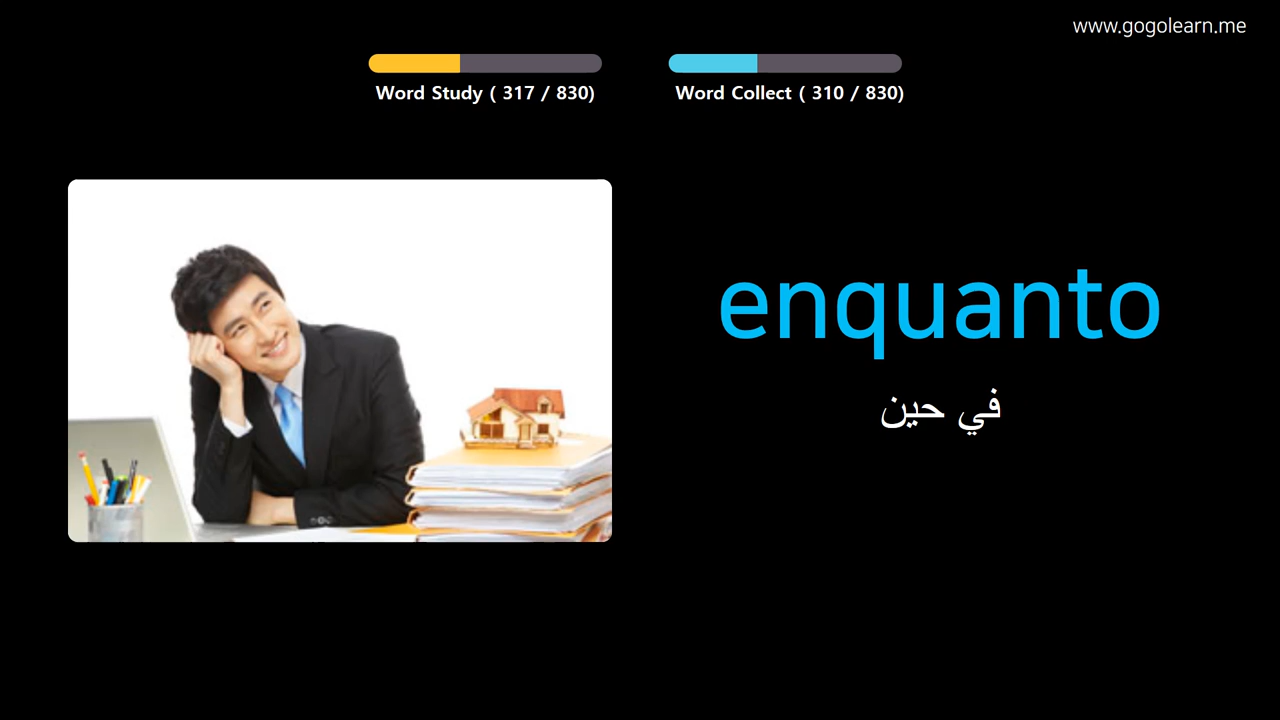 www.gogolearn.me
Word Study ( 317 / 830)
Word Collect ( 310 / 830)
enquanto
في حين